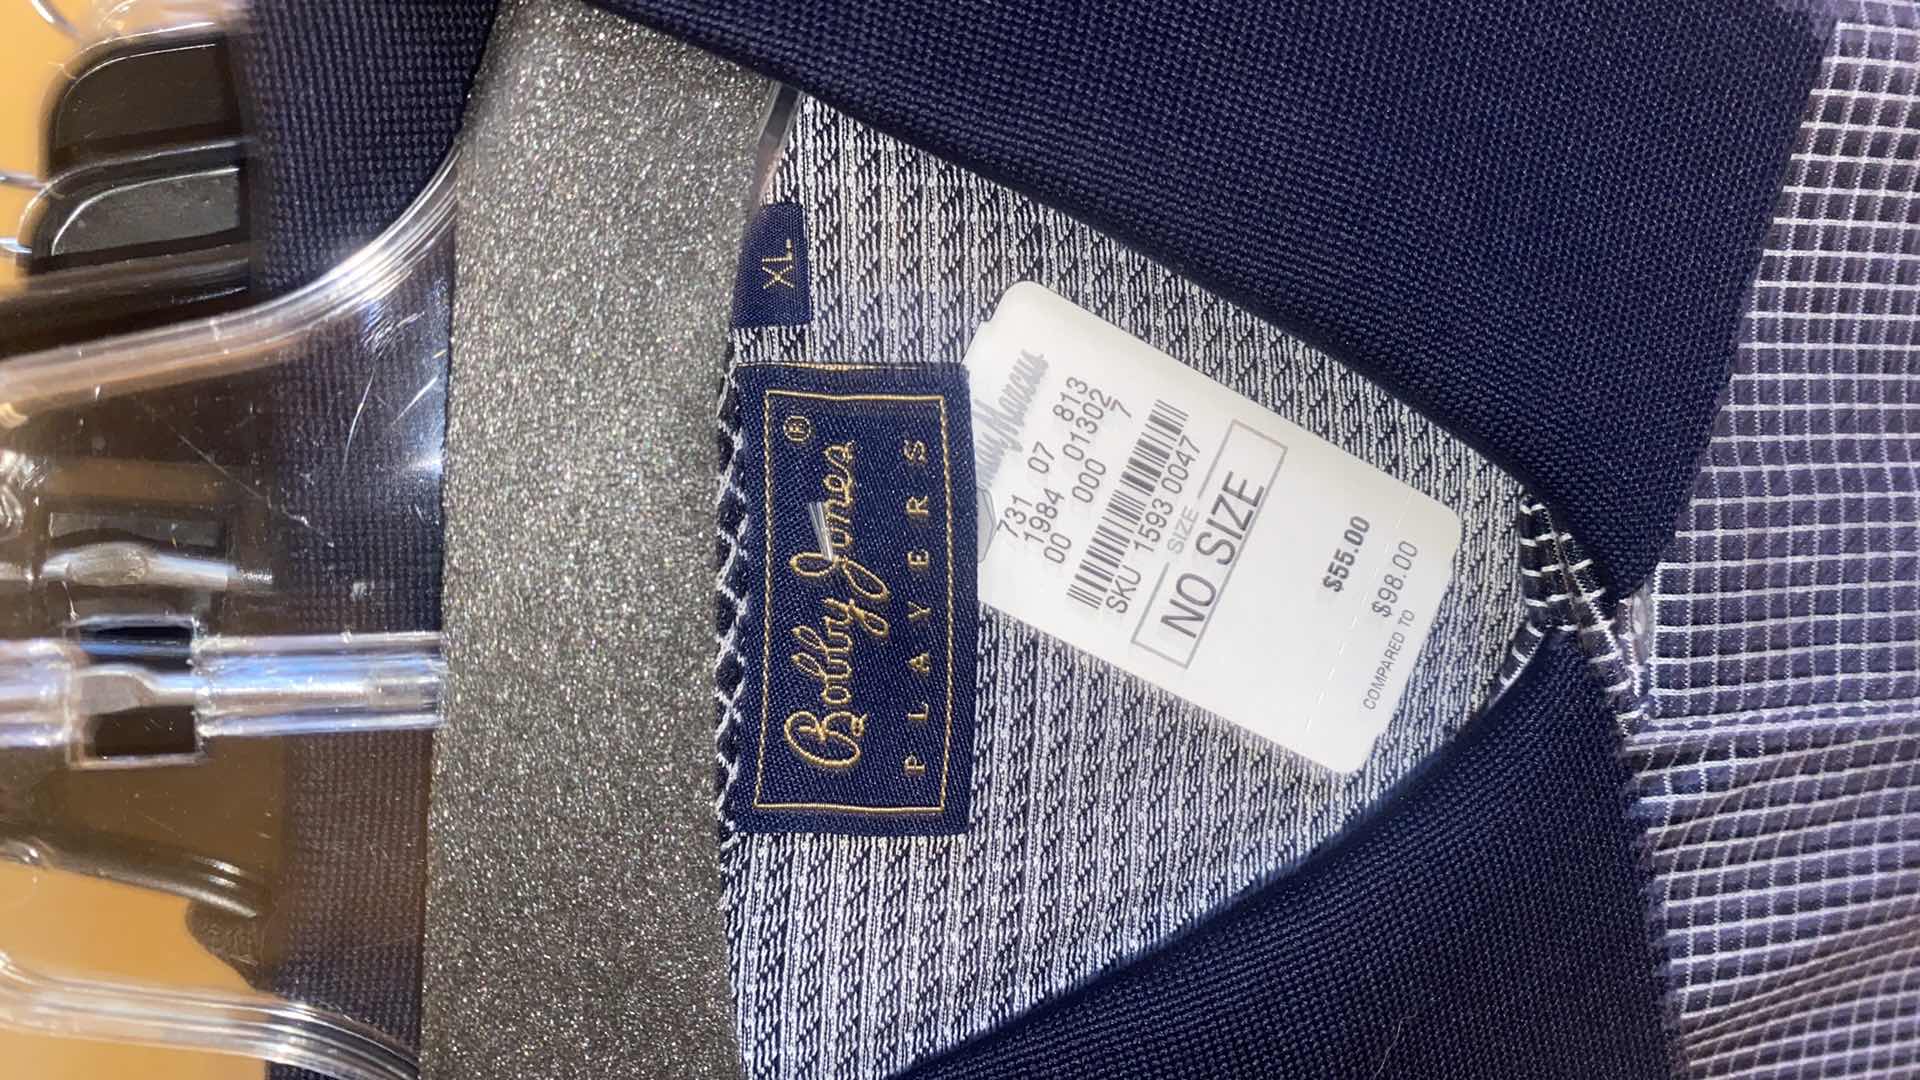 XL
Bobby Jones®
PLAYERS
Marcus
731 07 813
1984 01302
00 000 7
SKU 1593 0047
SIZE
NO SIZE
$55.00
$98.00
COMPARED TO